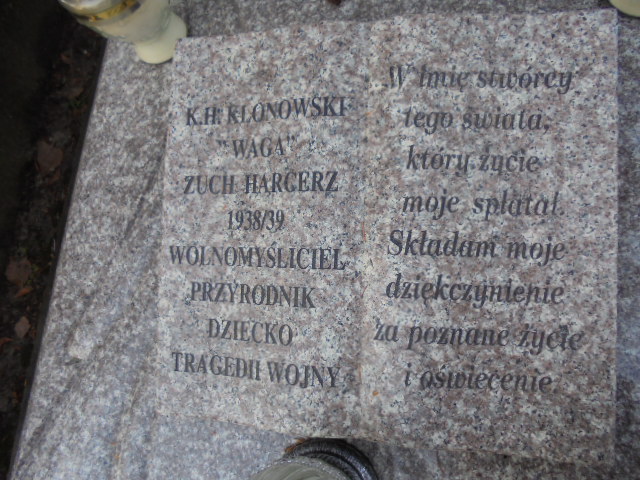 K.H. KLONOWSKI
"WAGA"
ZUCH HARCERZ
1938/39
WOLNOMYŚLICIEL
PRZYRODNIK
DZIECKO
TRAGEDII WOJNY
W imię stwórcy
tego świata,
który życie
moje splatał.
Składam moje
dziękczynienie
za poznane życie
i oświecenie